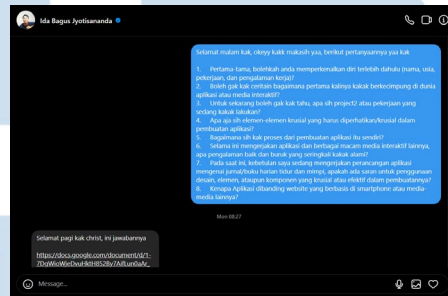 Ida Bagus Jyotisananda
Selamat malam kak, okeyy kakk makasih yaa, berikut pertanyaannya yaa kak
1. Pertama-tama, bolehkah anda memperkenalkan diri terlebih dahulu (nama, usia,
pekerjaan, dan pengalaman kerja)?
2. Boleh gak kak ceritain bagaimana pertama kalinya kakak berkecimpung di dunia
aplikasi atau media interaktif?
3. Untuk sekarang boleh gak kak tahu, apa sih project2 atau pekerjaan yang
sedang kakak lakukan?
4. Apa aja sih elemen-elemen krusial yang harus diperhatikan/krusial dalam
pembuatan aplikasi?
5. Bagaimana sih kak proses dari pembuatan aplikasi itu sendiri?
6. Selama ini mengerjakan aplikasi dan berbagai macam media interaktif lainnya,
apa pengalaman baik dan buruk yang seringkali kakak alami?
7. Pada saat ini, kebetulan saya sedang mengerjakan perancangan aplikasi
mengenai jurnal/buku harian tidur dan mimpi, apakah ada saran untuk penggunaan
desain, elemen, ataupun komponen yang krusial atau efektif dalam pembuatannya?
8. Kenapa Aplikasi dibanding website yang berbasis di smartphone atau media-
media lainnya?
Mon 08:27
Selamat pagi kak christ, ini jawabannya
https://docs.google.com/document/d/1-
Message...